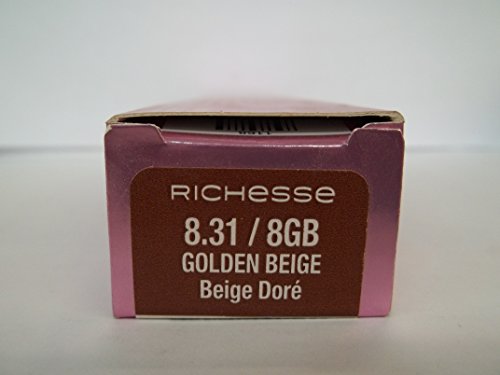 RICHESSE
8.31 / 8GB
GOLDEN BEIGE
Beige Doré